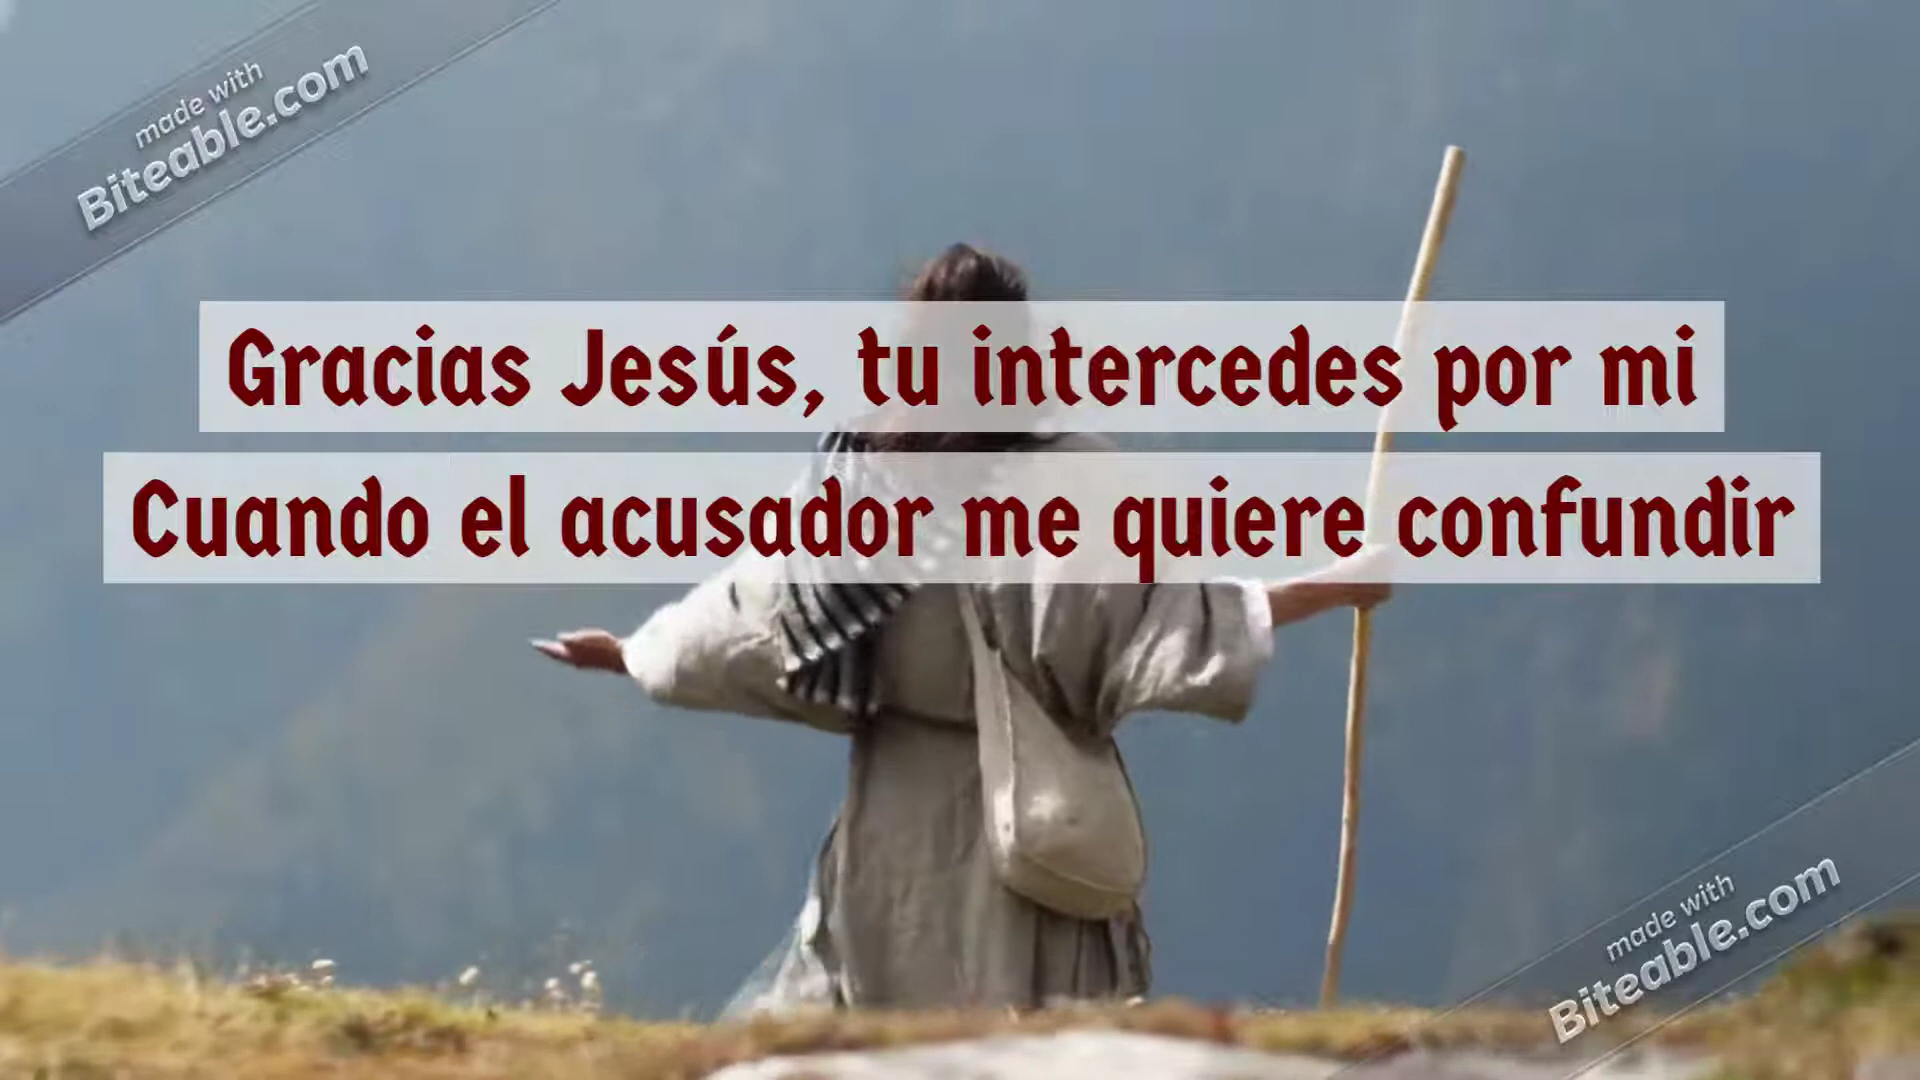 made with
Biteable.com
Gracias Jesús, tu intercedes por mi
Cuando el acusador me quiere confundir
made with
Biteable.com